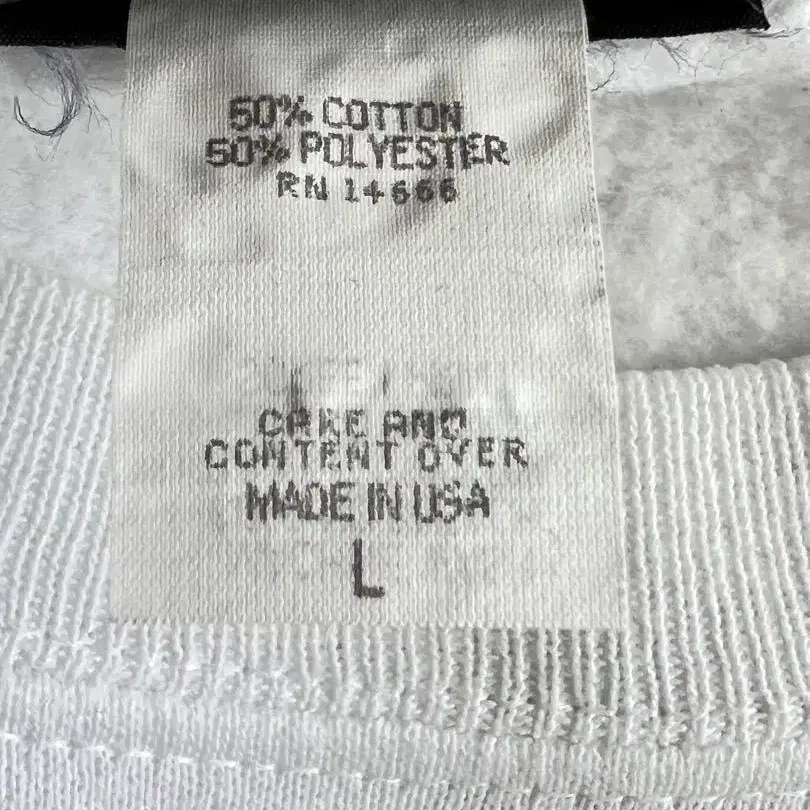 50% COTTON
50% POLYESTER
RN 14666
CARE AND
CONTENT OVER
MADE IN USA
L